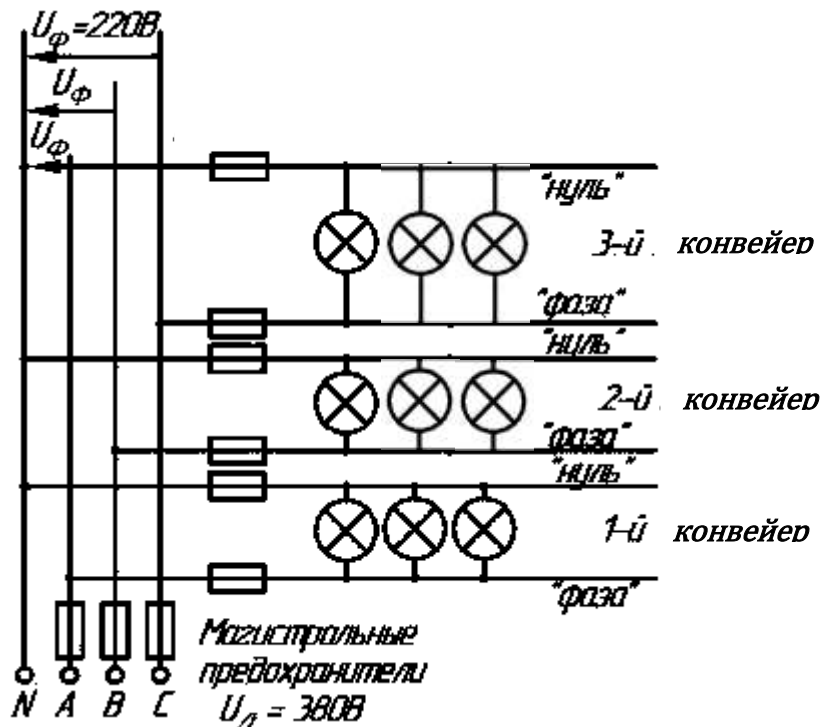 UФ=220В
UФ
UФ
"нуль"
3-й. конвейер
"фаза"
"нуль"
2-й конвейер
"фаза"
"нуль"
1-й конвейер
"фаза"
Магистральные
предохранители
N A B C Uл = 380В